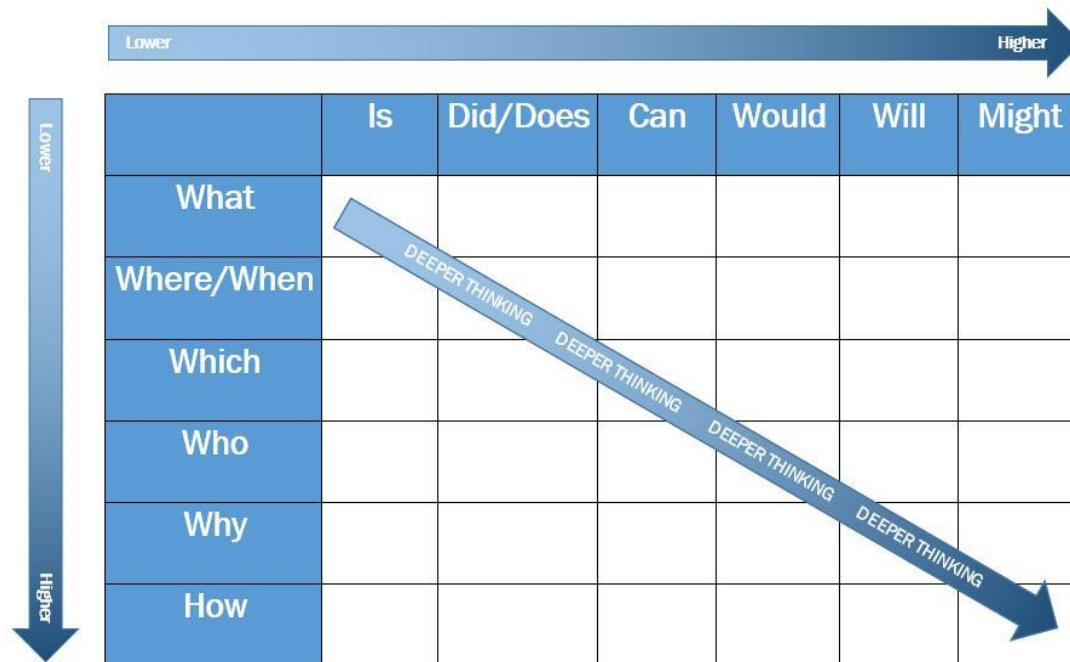 Lower Higher
Lower
Is Did/Does Can Would Will Might
What
Where/When
Which
Who
Why
How
Higher
DEEPER THINKING DEEPER THINKING DEEPER THINKING DEEPER THINKING